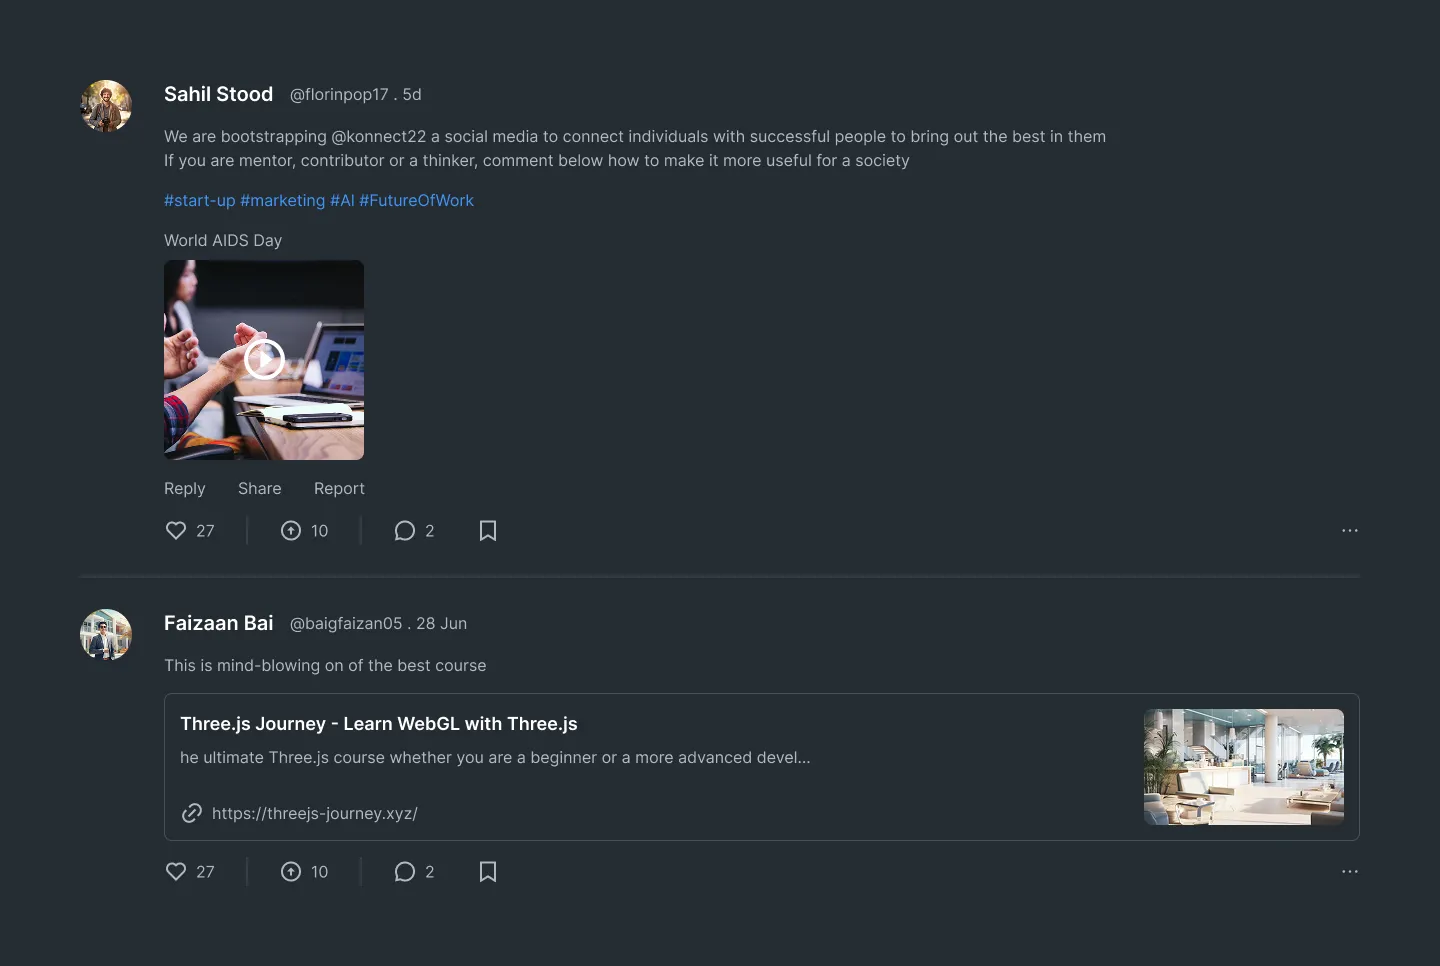 Sahil Stood @florinpop17 . 5d
We are bootstrapping @konnect22 a social media to connect individuals with successful people to bring out the best in them
If you are mentor, contributor or a thinker, comment below how to make it more useful for a society
#start-up #marketing #AI #FutureOfWork
World AIDS Day
Reply Share Report
27 10 2
Faizaan Bai @baigfaizan05 . 28 Jun
This is mind-blowing on of the best course
Three.js Journey - Learn WebGL with Three.js
he ultimate Three.js course whether you are a beginner or a more advanced devel...
https://threejs-journey.xyz/
27 10 2